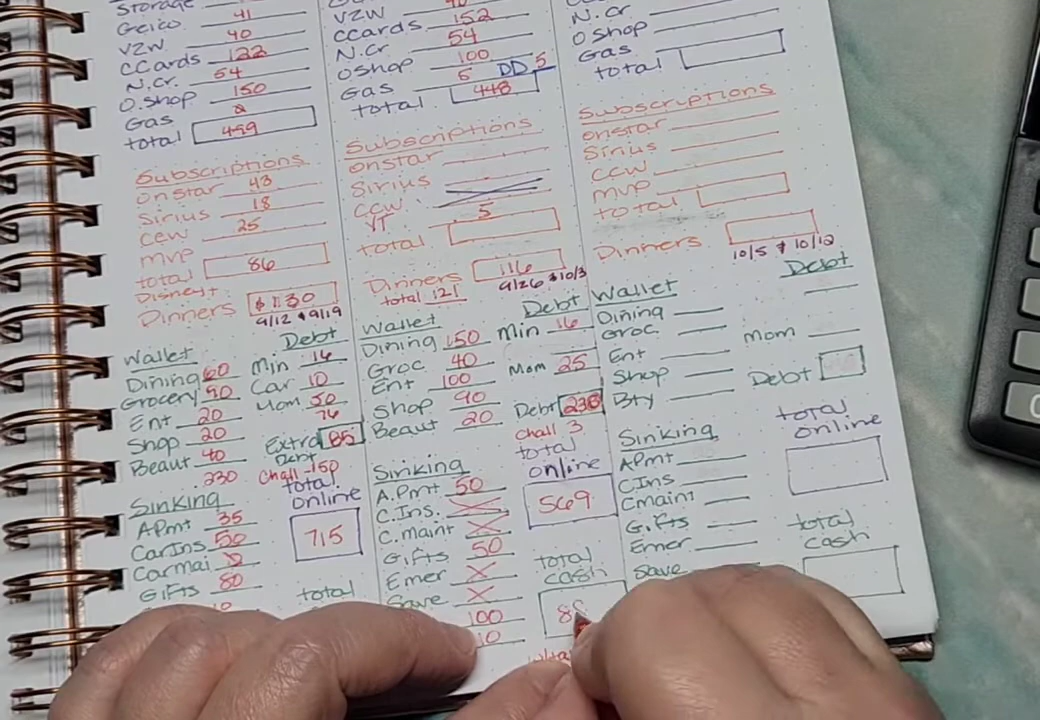 Storage
Geico 41
VZW 40
CCards 122
N.Cr. 54
O.Shop 150
Gas
total 499
Subscriptions
onstar 43
Sirius 18
ccw 25
mvp
total 86
Disney+
Dinners $1130
9/12 & 9/19
Wallet
Dining 60
Grocery 90
Ent 20
Shop 20
Beaut 40
230
Debt
Min 16
Car 10
Mom 50
76
Extra 85
Debt
Chall -150
total
online
715
Sinking
APmt 35
CarIns 50
Carmai
Gifts 80
total
VZW
CCards 152
N.Cr 54
OShop 100
Gas 5 DD 5
total 448
Subscriptions
onstar
Sirius
ccw
YT 5
total
Dinners 116
total 121 9/26 & 10/3
Wallet
Dining 150
Groc 40
Ent 100
Shop 90
Beaut 20
Debt
Min 16
Mom 25
Debt
Chall 3
total
online
569
Sinking
A.Pmt 50
C.Ins. X
C.maint X
Gifts 50
Emer X
Save X
100
10
total
cash
N.Cr
O Shop
Gas
total
Subscriptions
onstar
Sirius
ccw
mvp
total
Dinners
10/5 & 10/12
Wallet
Dining
Groc
Ent
Shop
Bty
Debt
Mom
Debt
total
online
Sinking
APmt
CIns
Cmaint
Gifts
Emer
Save
total
cash